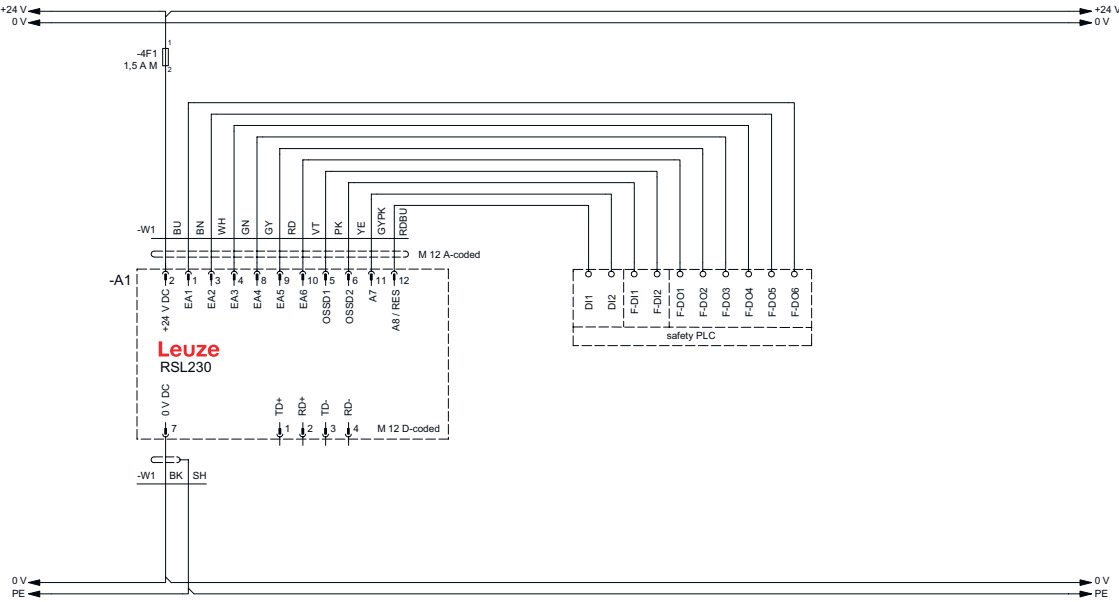 +24 V
+24 V
0 V
0 V
-4F1
1
1,5 A M
2
-W1
BU
BN
WH
GN
GY
RD
VT
PK
YE
GYPK
RDBU
M 12 A-coded
-A1
2
1
3
4
8
9
10
5
6
11
12
+24 V DC
EA1
EA2
EA3
EA4
EA5
EA6
OSSD1
OSSD2
A7
A8 / RES
DI1
DI2
F-DI1
F-DI2
F-DO1
F-DO2
F-DO3
F-DO4
F-DO5
F-DO6
safety PLC
Leuze
RSL230
0 V DC
TD+
RD+
TD-
RD-
7
1
2
3
4
M 12 D-coded
-W1
BK
SH
0 V
0 V
PE
PE